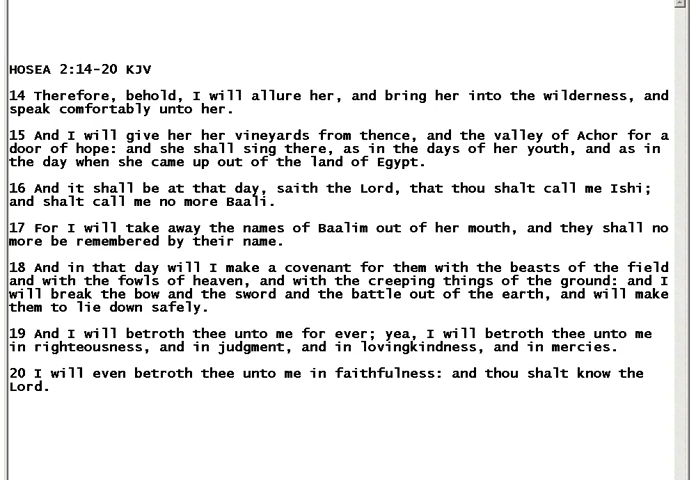 HOSEA 2:14-20 KJV
14 Therefore, behold, I will allure her, and bring her into the wilderness, and
speak comfortably unto her.
15 And I will give her her vineyards from thence, and the valley of Achor for a
door of hope: and she shall sing there, as in the days of her youth, and as in
the day when she came up out of the land of Egypt.
16 And it shall be at that day, saith the Lord, that thou shalt call me Ishi;
and shalt call me no more Baali.
17 For I will take away the names of Baalim out of her mouth, and they shall no
more be remembered by their name.
18 And in that day will I make a covenant for them with the beasts of the field
and with the fowls of heaven, and with the creeping things of the ground: and I
will break the bow and the sword and the battle out of the earth, and will make
them to lie down safely.
19 And I will betroth thee unto me for ever; yea, I will betroth thee unto me
in righteousness, and in judgment, and in lovingkindness, and in mercies.
20 I will even betroth thee unto me in faithfulness: and thou shalt know the
Lord.